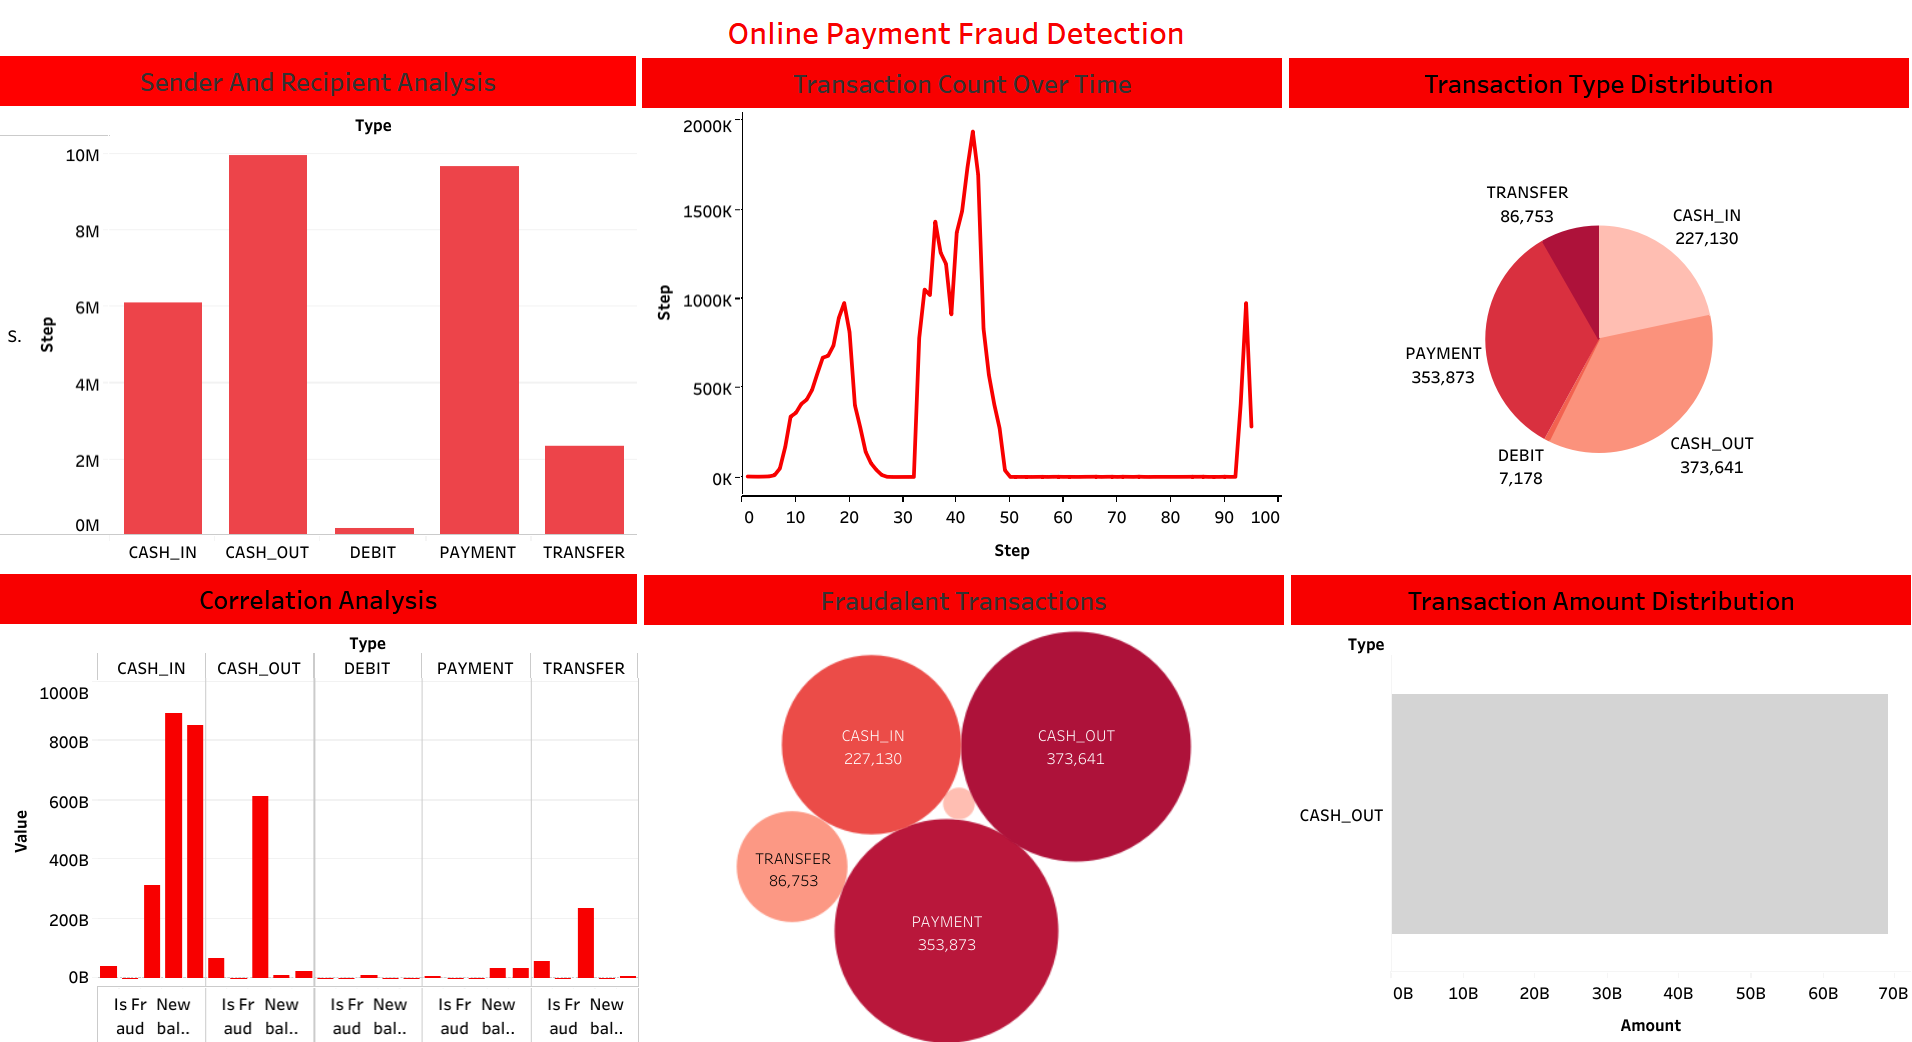 Online Payment Fraud Detection
Sender And Recipient Analysis
Type
S.
Step
10M
8M
6M
4M
2M
0M
CASH_IN
CASH_OUT
DEBIT
PAYMENT
TRANSFER
Transaction Count Over Time
Step
2000K
1500K
1000K
500K
0K
0 10 20 30 40 50 60 70 80 90 100
Step
Transaction Type Distribution
TRANSFER
86,753
CASH_IN
227,130
PAYMENT
353,873
CASH_OUT
373,641
DEBIT
7,178
Correlation Analysis
Type
CASH_IN CASH_OUT DEBIT PAYMENT TRANSFER
Value
1000B
800B
600B
400B
200B
0B
Is Fr New Is Fr New Is Fr New Is Fr New Is Fr New
aud bal.. aud bal.. aud bal.. aud bal.. aud bal..
Fraudalent Transactions
CASH_IN
227,130
CASH_OUT
373,641
TRANSFER
86,753
PAYMENT
353,873
Transaction Amount Distribution
Type
CASH_OUT
0B 10B 20B 30B 40B 50B 60B 70B
Amount